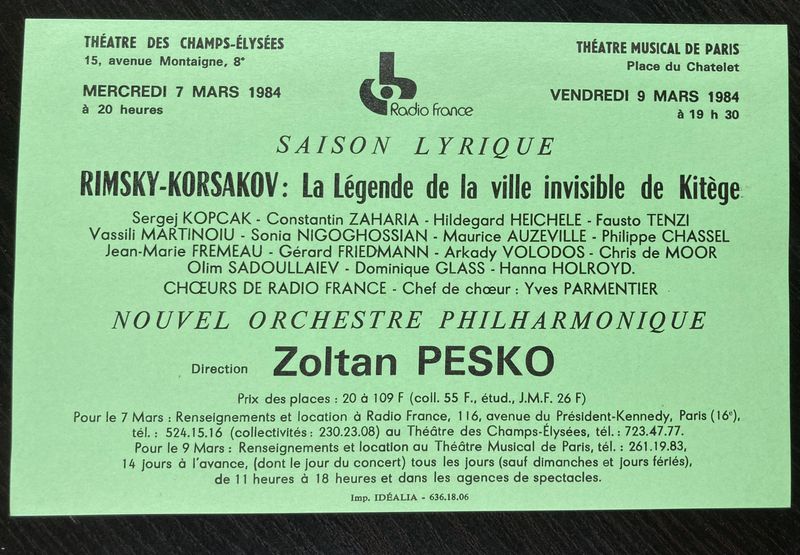 THÉATRE DES CHAMPS-ÉLYSÉES
15, avenue Montaigne, 8e
MERCREDI 7 MARS 1984
à 20 heures
Radio France
THÉATRE MUSICAL DE PARIS
Place du Chatelet
VENDREDI 9 MARS 1984
à 19 h 30
SAISON LYRIQUE
RIMSKY-KORSAKOV: La Légende de la ville invisible de Kitège
Sergej KOPCAK - Constantin ZAHARIA - Hildegard HEICHELE - Fausto TENZI
Vassili MARTINOIU - Sonia NIGOGHOSSIAN - Maurice AUZEVILLE - Philippe CHASSEL
Jean-Marie FREMEAU - Gérard FRIEDMANN - Arkady VOLODOS - Chris de MOOR
Olim SADOULLAIEV - Dominique GLASS - Hanna HOLROYD.
CHŒURS DE RADIO FRANCE - Chef de chœur : Yves PARMENTIER
NOUVEL ORCHESTRE PHILHARMONIQUE
Direction Zoltan PESKO
Prix des places : 20 à 109 F (coll. 55 F., étud., J.M.F. 26 F)
Pour le 7 Mars : Renseignements et location à Radio France, 116, avenue du Président-Kennedy, Paris (16e),
tél. : 524.15.16 (collectivités : 230.23.08) au Théâtre des Champs-Elysées, tél. : 723.47.77.
Pour le 9 Mars : Renseignements et location au Théâtre Musical de Paris, tél. : 261.19.83,
14 jours à l'avance, (dont le jour du concert) tous les jours (sauf dimanches et jours fériés),
de 11 heures à 18 heures et dans les agences de spectacles.
Imp. IDÉALIA - 636.18.06